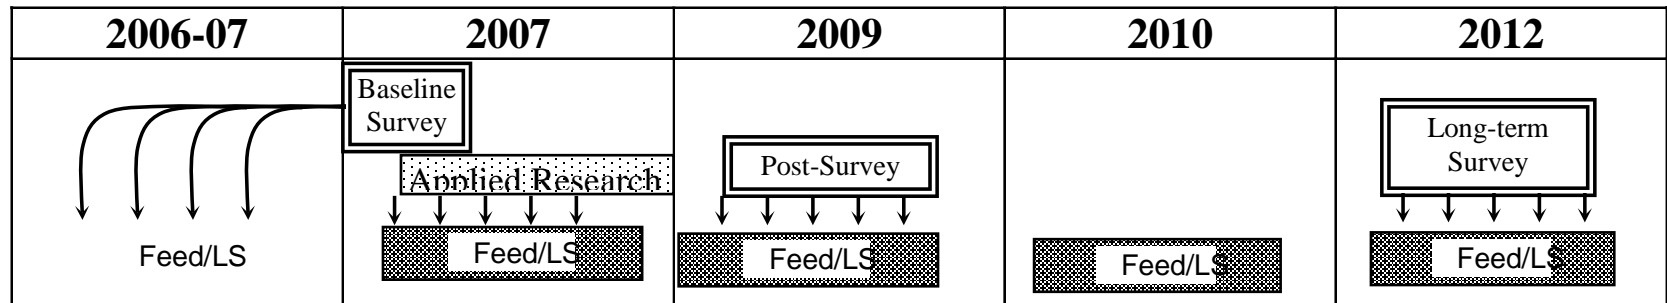 2006-07 2007 2009 2010 2012
Baseline
Survey
Applied Research
Post-Survey
Long-term
Survey
Feed/LS Feed/LS Feed/LS Feed/LS Feed/LS